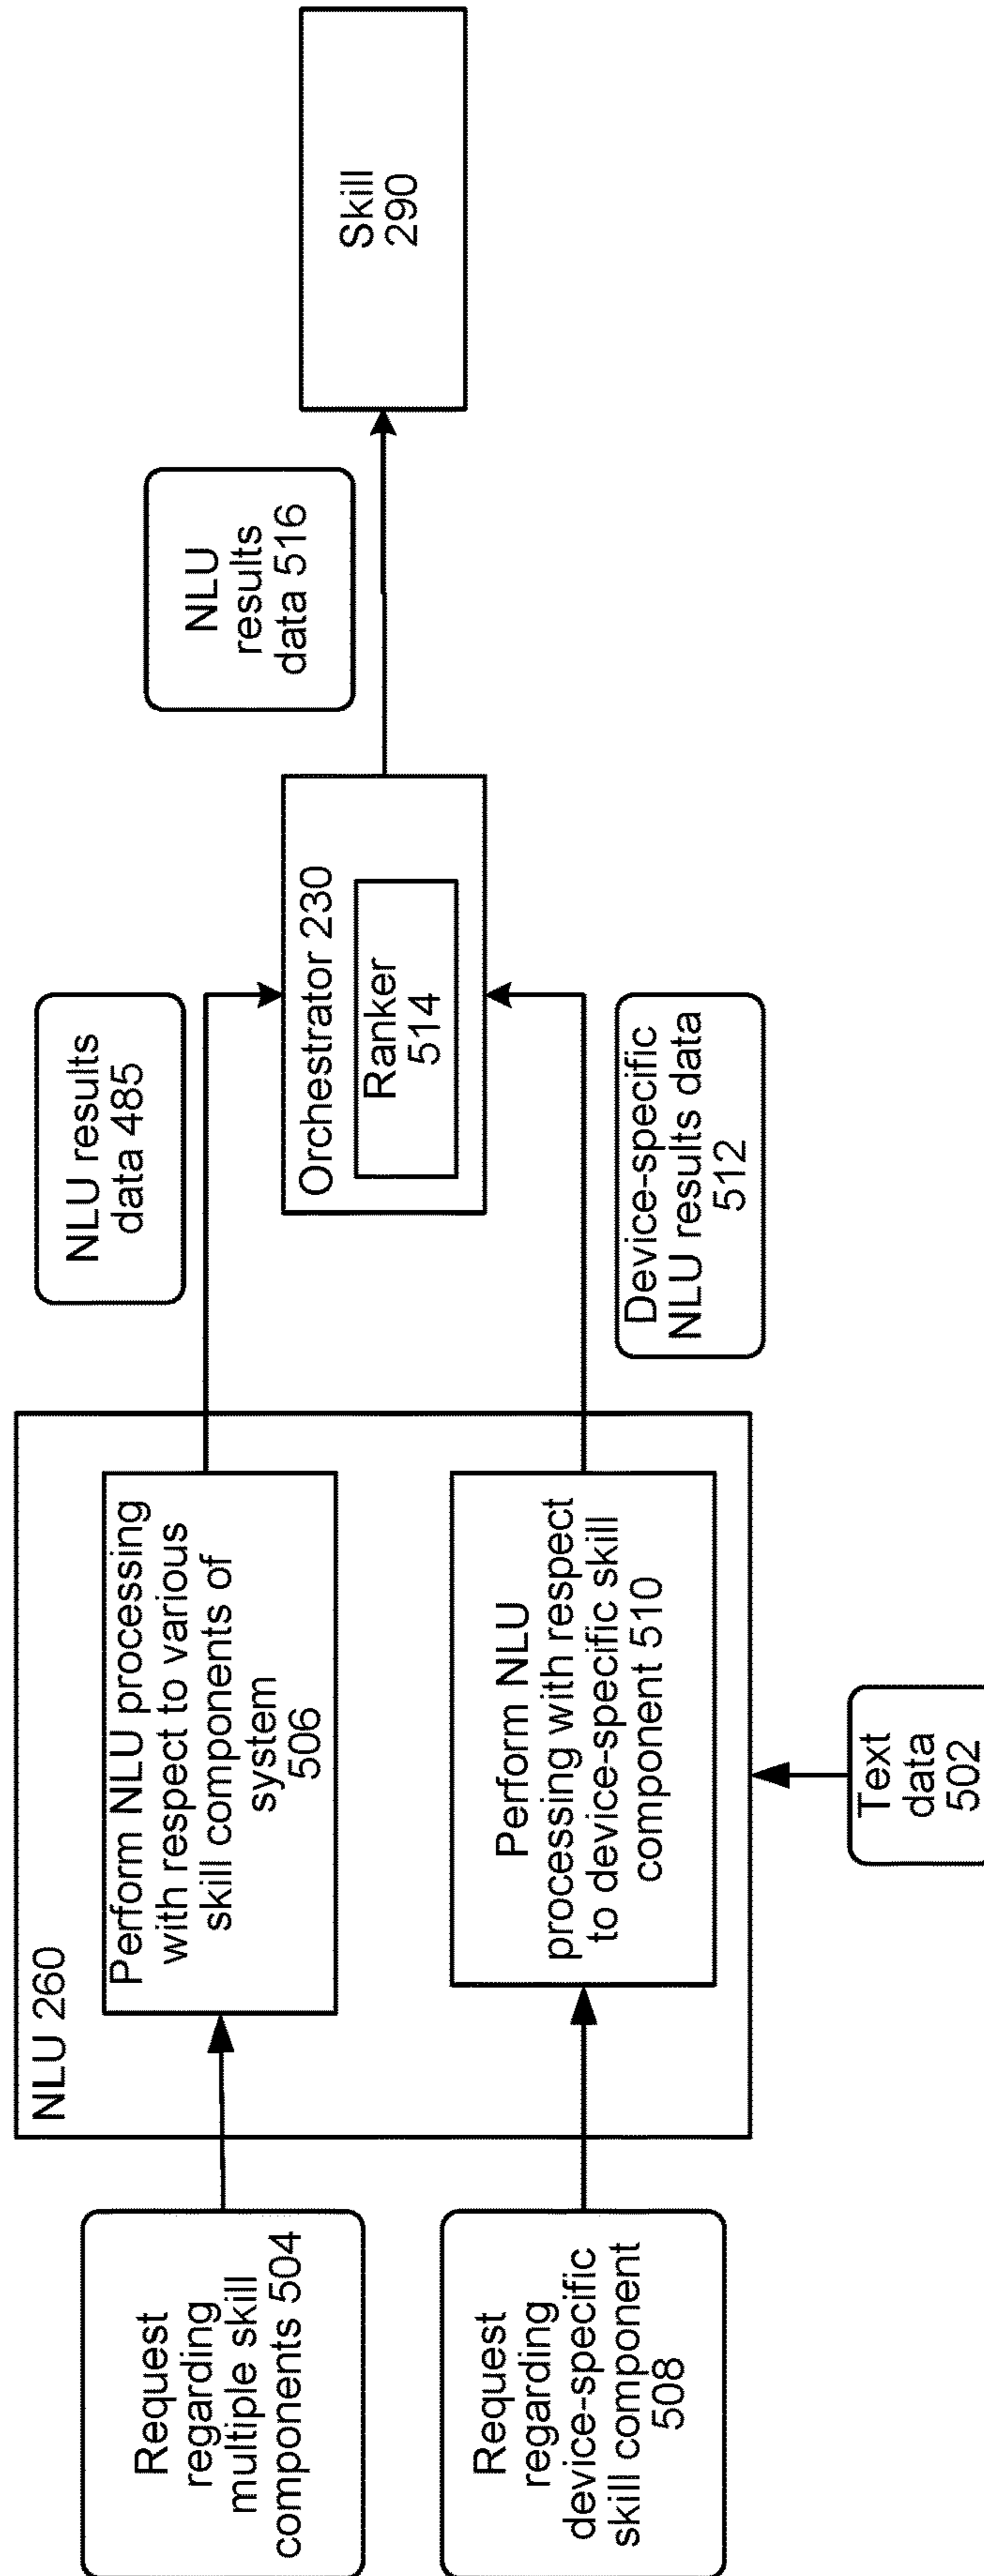 Request
regarding
multiple skill
components 504
Request
regarding
device-specific
skill component
508
NLU 260
Perform NLU processing
with respect to various
skill components of
system
506
Perform NLU
processing with respect
to device-specific skill
component 510
Text
data
502
NLU results
data 485
Device-specific
NLU results data
512
Orchestrator 230
Ranker
514
NLU
results
data 516
Skill
290